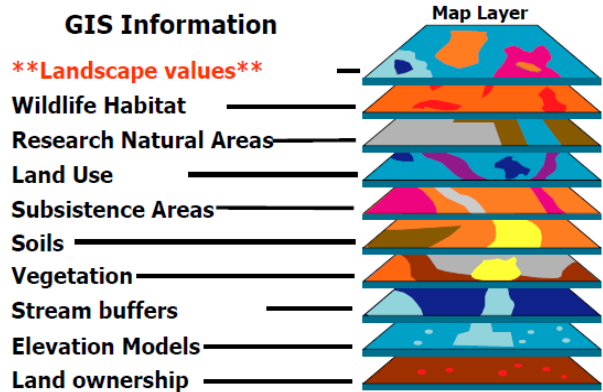 GIS Information
Map Layer
**Landscape values**
Wildlife Habitat
Research Natural Areas
Land Use
Subsistence Areas
Soils
Vegetation
Stream buffers
Elevation Models
Land ownership